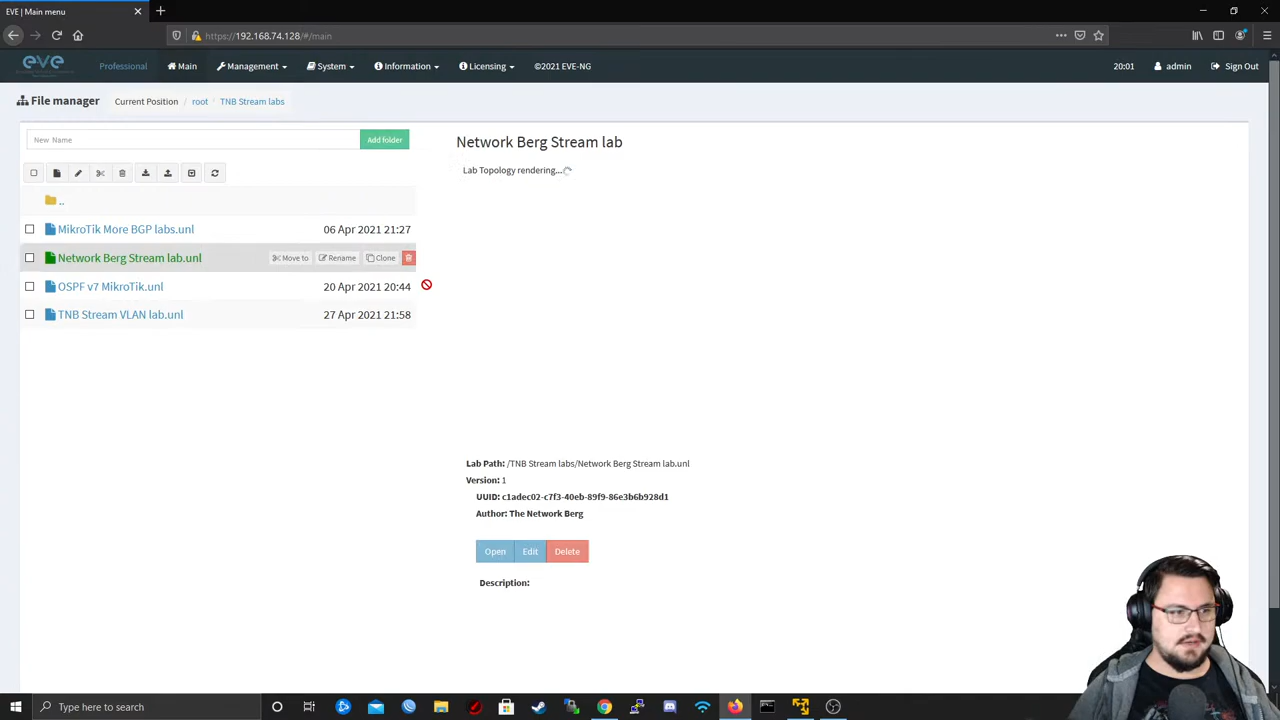 EVE | Main menu
https://192.168.74.128/#/main
eve
Professional Main Management System Information Licensing ©2021 EVE-NG 20:01 admin Sign Out
File manager Current Position / root / TNB Stream labs
New Name Add folder
..
MikroTik More BGP labs.unl 06 Apr 2021 21:27
Network Berg Stream lab.unl Move to Rename Clone
OSPF v7 MikroTik.unl 20 Apr 2021 20:44
TNB Stream VLAN lab.unl 27 Apr 2021 21:58
Network Berg Stream lab
Lab Topology rendering...
Lab Path: /TNB Stream labs/Network Berg Stream lab.unl
Version: 1
UUID: c1adec02-c7f3-40eb-89f9-86e3b6b928d1
Author: The Network Berg
Open Edit Delete
Description:
Type here to search